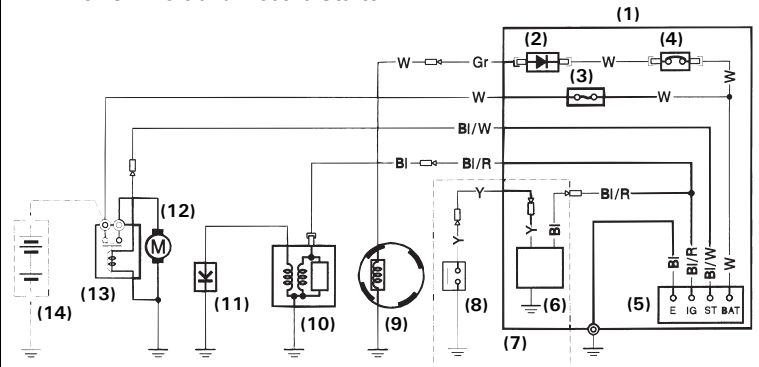 (1)
(2) (4)
W Gr W W
(3)
W W
Bl/W
Bl Bl/R
Y Bl/R
(12)
M
Y Y Bl
Bl Bl/R Bl/W W
(14) (13) (11) (10) (9) (8) (6) (5)
E IG ST BAT
(7)